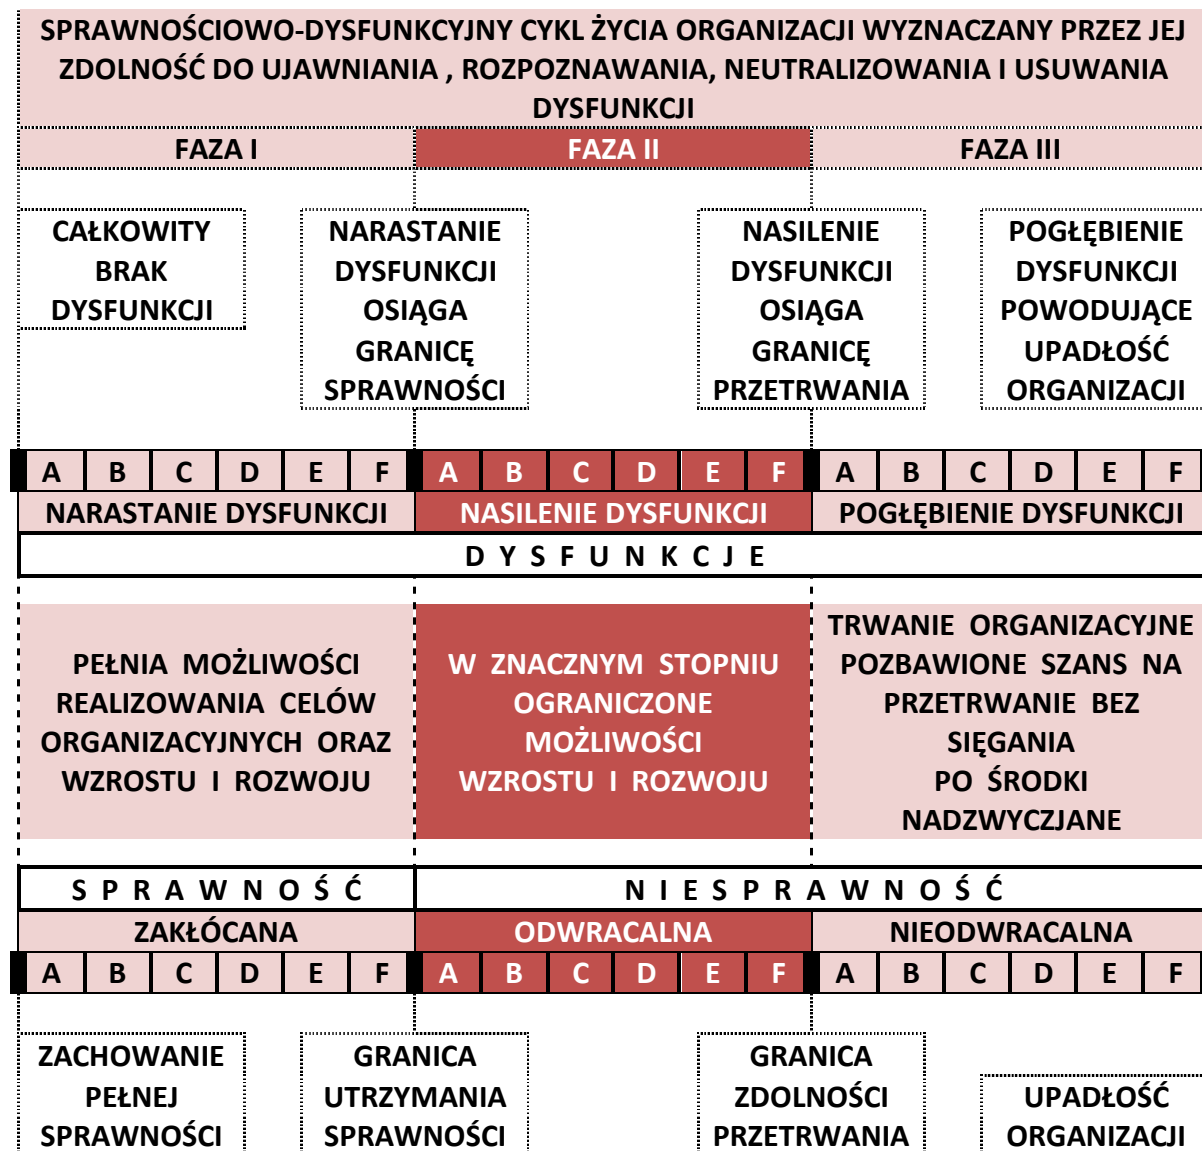 SPRAWNOŚCIOWO-DYSFUNKCYJNY CYKL ŻYCIA ORGANIZACJI WYZNACZANY PRZEZ JEJ
ZDOLNOŚĆ DO UJAWNIANIA , ROZPOZNAWANIA, NEUTRALIZOWANIA I USUWANIA
DYSFUNKCJI
FAZA I
FAZA II
FAZA III
CAŁKOWITY
BRAK
DYSFUNKCJI
NARASTANIE
DYSFUNKCJI
OSIĄGA
GRANICĘ
SPRAWNOŚCI
NASILENIE
DYSFUNKCJI
OSIĄGA
GRANICĘ
PRZETRWANIA
POGŁĘBIENIE
DYSFUNKCJI
POWODUJĄCE
UPADŁOŚĆ
ORGANIZACJI
A B C D E F A B C D E F A B C D E F
NARASTANIE DYSFUNKCJI
NASILENIE DYSFUNKCJI
POGŁĘBIENIE DYSFUNKCJI
D Y S F U N K C J E
PEŁNIA MOŻLIWOŚCI
REALIZOWANIA CELÓW
ORGANIZACYJNYCH ORAZ
WZROSTU I ROZWOJU
W ZNACZNYM STOPNIU
OGRANICZONE
MOŻLIWOŚCI
WZROSTU I ROZWOJU
TRWANIE ORGANIZACYJNE
POZBAWIONE SZANS NA
PRZETRWANIE BEZ
SIĘGANIA
PO ŚRODKI
NADZWYCZJANE
S P R A W N O Ś Ć
N I E S P R A W N O Ś Ć
ZAKŁÓCANA
ODWRACALNA
NIEODWRACALNA
A B C D E F A B C D E F A B C D E F
ZACHOWANIE
PEŁNEJ
SPRAWNOŚCI
GRANICA
UTRZYMANIA
SPRAWNOŚCI
GRANICA
ZDOLNOŚCI
PRZETRWANIA
UPADŁOŚĆ
ORGANIZACJI